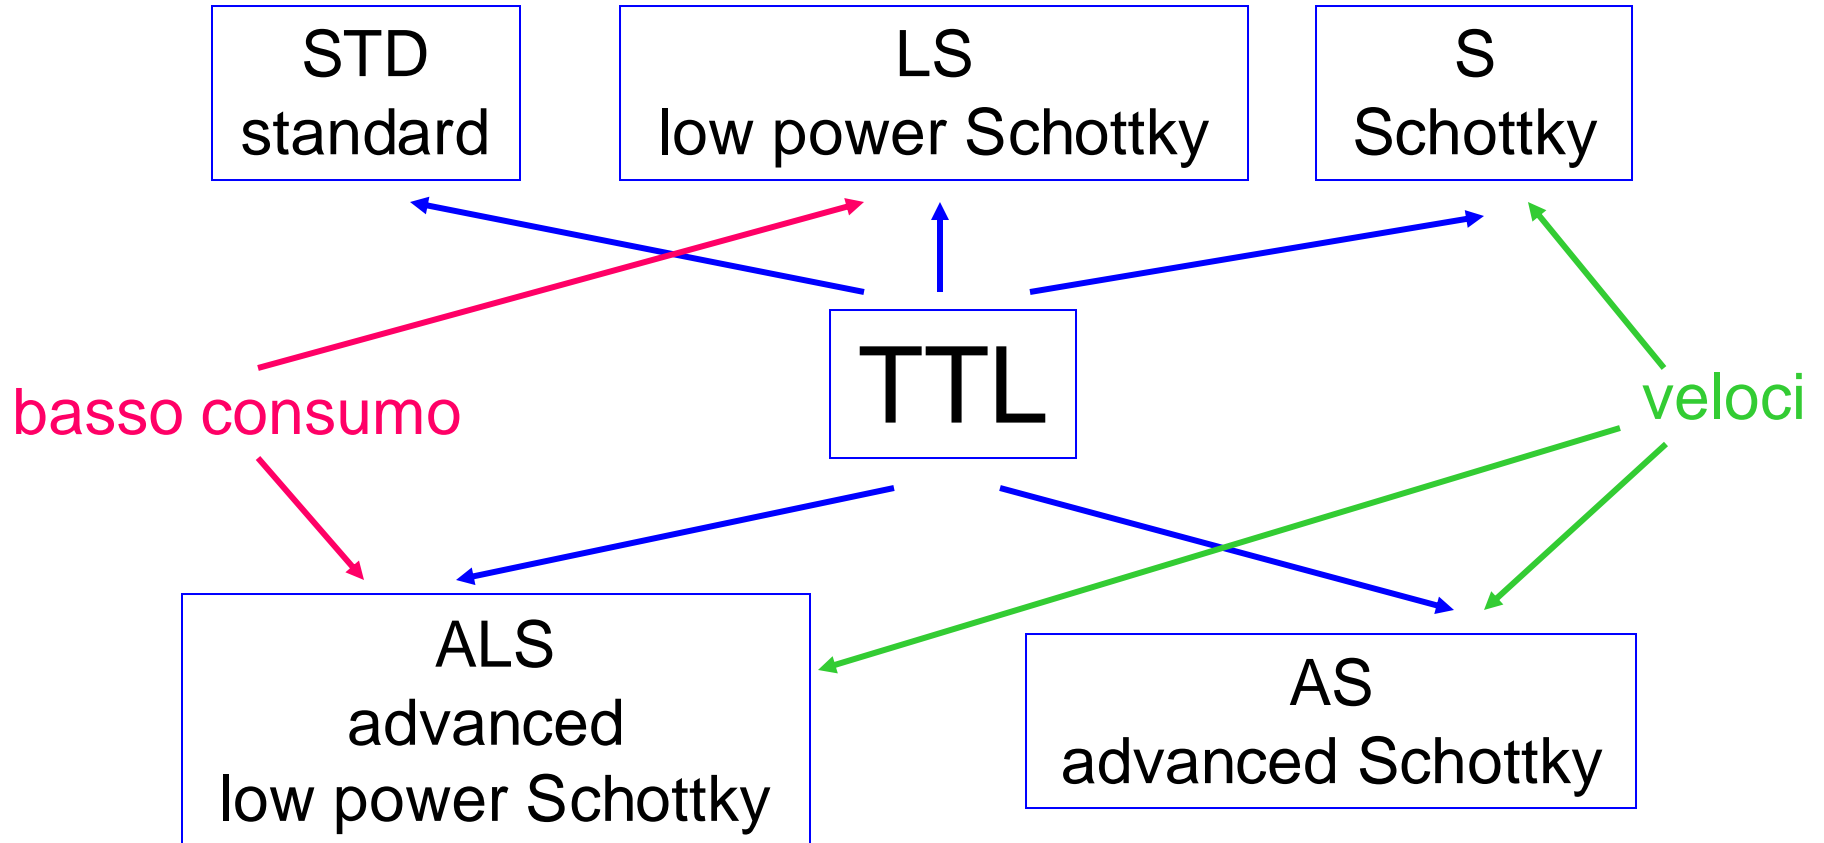 STD
standard
LS
low power Schottky
S
Schottky
TTL
basso consumo
veloci
ALS
advanced
low power Schottky
AS
advanced Schottky